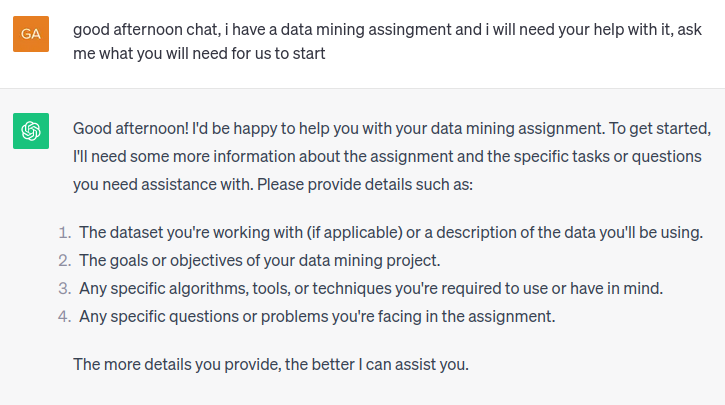 GA
good afternoon chat, i have a data mining assingment and i will need your help with it, ask
me what you will need for us to start
Good afternoon! I'd be happy to help you with your data mining assignment. To get started,
I'll need some more information about the assignment and the specific tasks or questions
you need assistance with. Please provide details such as:
1. The dataset you're working with (if applicable) or a description of the data you'll be using.
2. The goals or objectives of your data mining project.
3. Any specific algorithms, tools, or techniques you're required to use or have in mind.
4. Any specific questions or problems you're facing in the assignment.
The more details you provide, the better I can assist you.